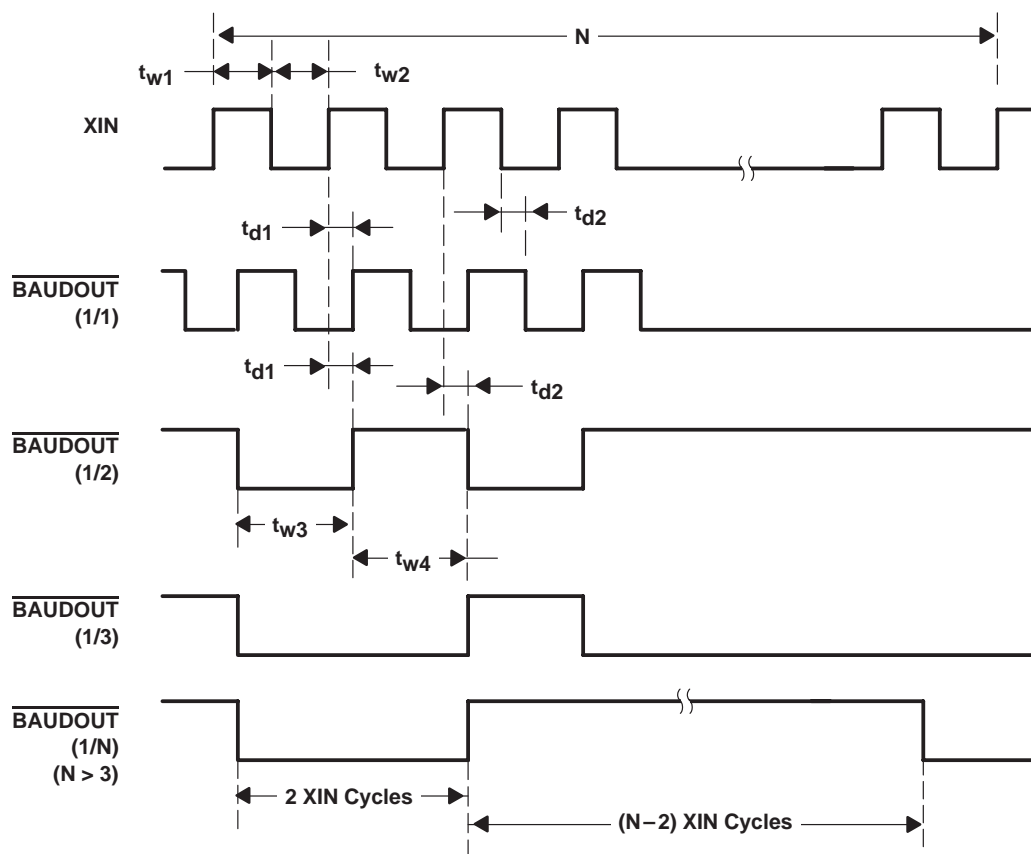 N
tw1
tw2
XIN
td1
td2
BAUDOUT
(1/1)
td1
td2
BAUDOUT
(1/2)
tw3
tw4
BAUDOUT
(1/3)
BAUDOUT
(1/N)
(N > 3)
2 XIN Cycles
(N−2) XIN Cycles